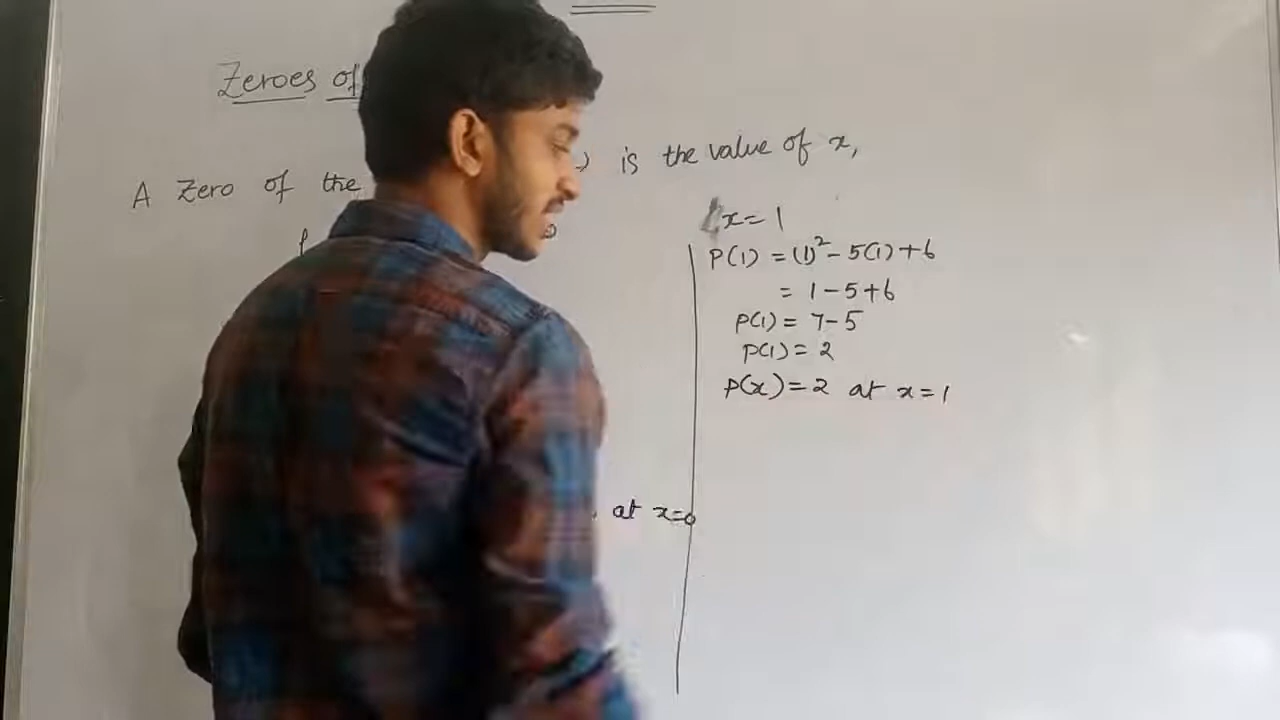 Zeroes of
A Zero of the ) is the value of x,
x = 1
P(1) = (1)² - 5(1) + 6
= 1 - 5 + 6
P(1) = 7 - 5
P(1) = 2
P(x) = 2 at x = 1
at x=0